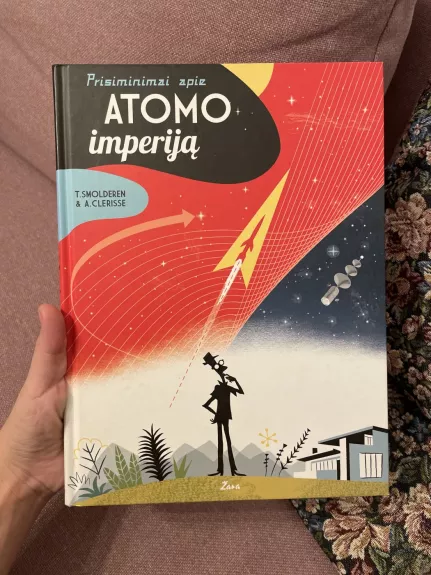 Prisiminimai apie
ATOMO
imperiją
T. SMOLDEREN
& A. CLERISSE
Zara